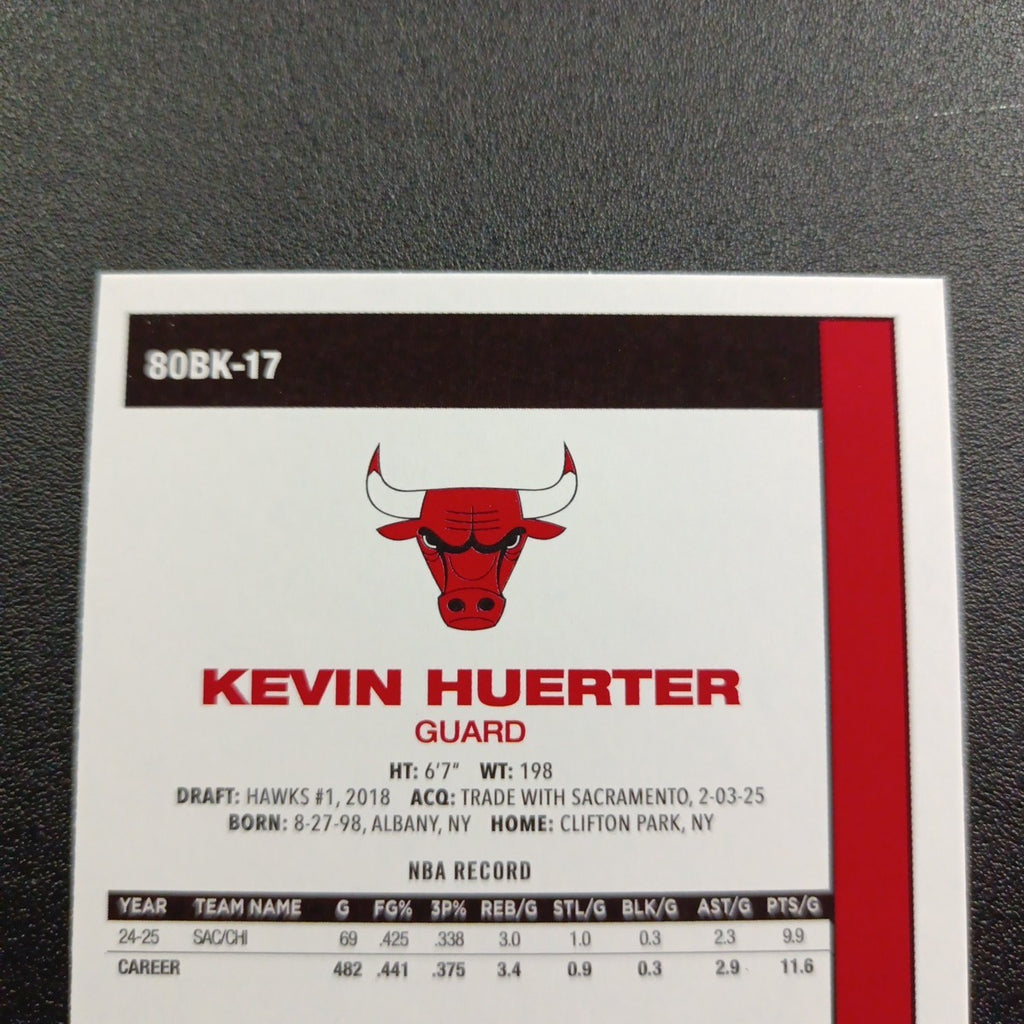 80BK-17
KEVIN HUERTER
GUARD
HT: 6'7" WT: 198
DRAFT: HAWKS #1, 2018 ACQ: TRADE WITH SACRAMENTO, 2-03-25
BORN: 8-27-98, ALBANY, NY HOME: CLIFTON PARK, NY
NBA RECORD
YEAR TEAM NAME G FG% 3P% REB/G STL/G BLK/G AST/G PTS/G
24-25 SAC/CHI 69 .425 .338 3.0 1.0 0.3 2.3 9.9
CAREER 482 .441 .375 3.4 0.9 0.3 2.9 11.6